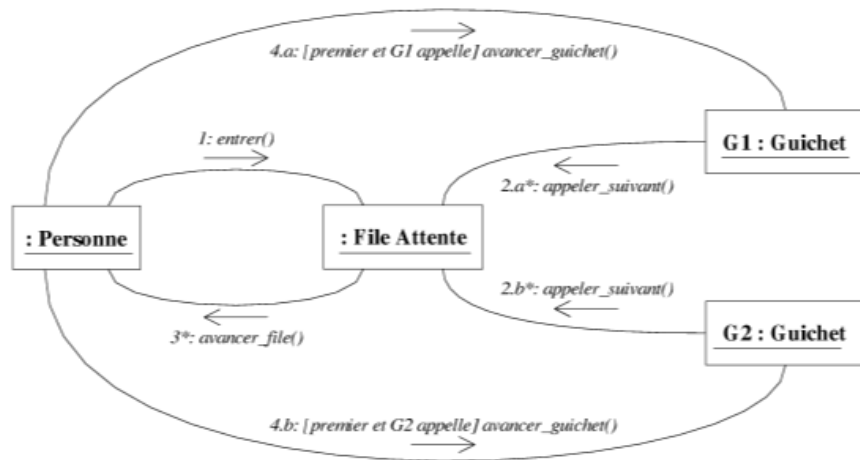 4.a: [premier et G1 appelle] avancer_guichet()
1: entrer()
G1 : Guichet
2.a*: appeler_suivant()
: Personne
: File Attente
2.b*: appeler_suivant()
3*: avancer_file()
G2 : Guichet
4.b: [premier et G2 appelle] avancer_guichet()